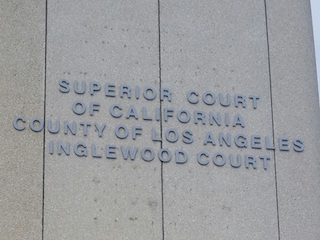 SUPERIOR COURT
OF CALIFORNIA
COUNTY OF LOS ANGELES
INGLEWOOD COURT